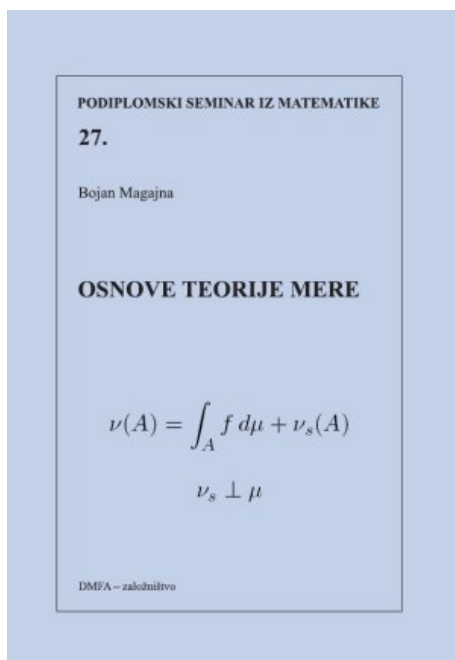 PODIPLOMSKI SEMINAR IZ MATEMATIKE
27.
Bojan Magajna
OSNOVE TEORIJE MERE
ν(A) = ∫_A f dμ + ν_s(A)
ν_s ⊥ μ
DMFA – založništvo